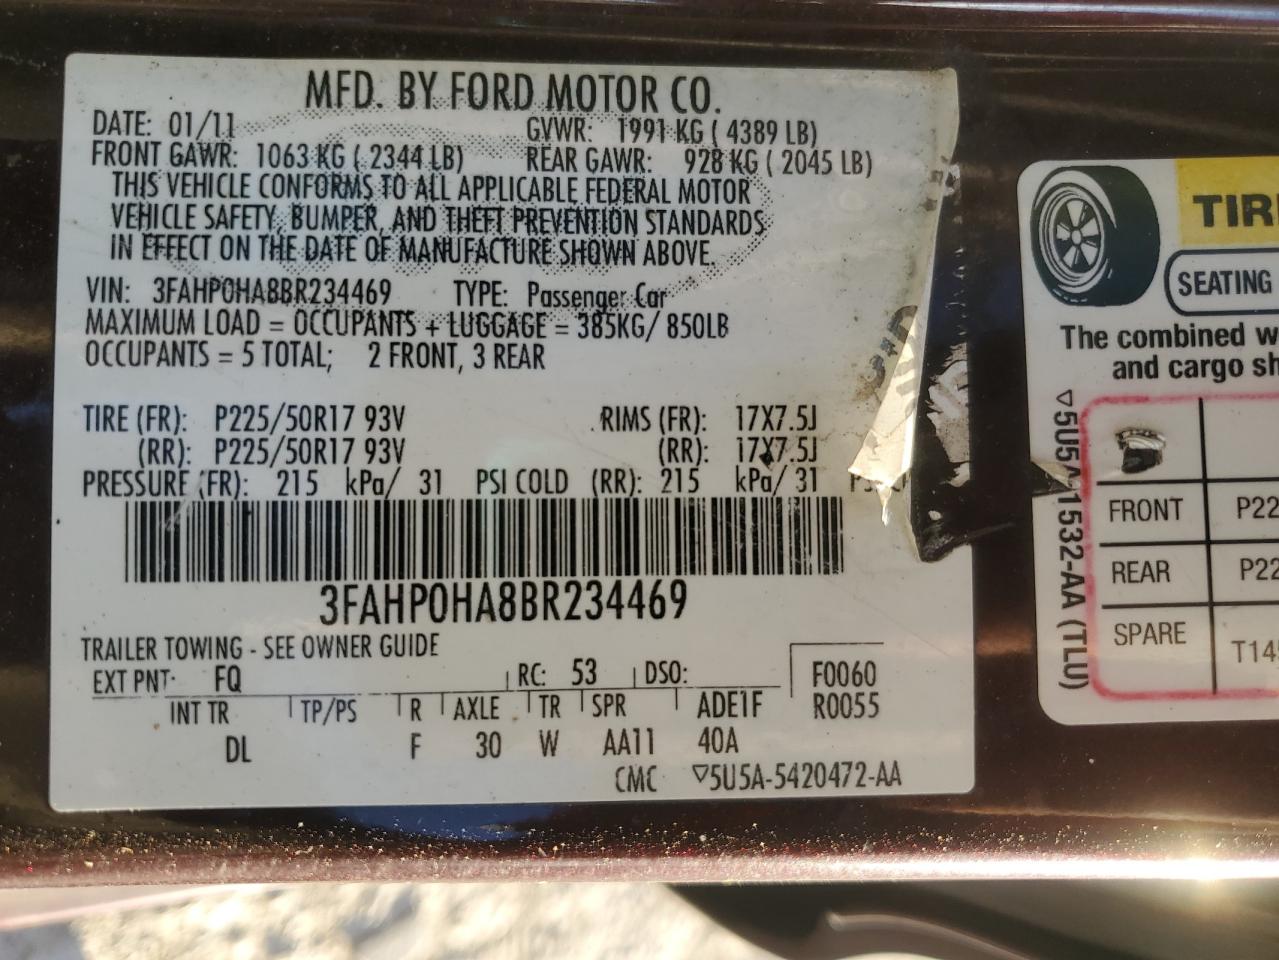 MFD. BY FORD MOTOR CO.
DATE: 01/11 GVWR: 1991 KG ( 4389 LB)
FRONT GAWR: 1063 KG ( 2344 LB) REAR GAWR: 928 KG ( 2045 LB)
THIS VEHICLE CONFORMS TO ALL APPLICABLE FEDERAL MOTOR
VEHICLE SAFETY, BUMPER, AND THEFT PREVENTION STANDARDS
IN EFFECT ON THE DATE OF MANUFACTURE SHOWN ABOVE.
VIN: 3FAHP0HA8BR234469 TYPE: Passenger Car
MAXIMUM LOAD = OCCUPANTS + LUGGAGE = 385KG/ 850LB
OCCUPANTS = 5 TOTAL; 2 FRONT, 3 REAR
TIRE (FR): P225/50R17 93V RIMS (FR): 17X7.5J
(RR): P225/50R17 93V (RR): 17X7.5J
PRESSURE (FR): 215 kPa/ 31 PSI COLD (RR): 215 kPa/ 31
3FAHP0HA8BR234469
TRAILER TOWING - SEE OWNER GUIDE
EXT PNT: FQ RC: 53 DSO: F0060
INT TR TP/PS R AXLE TR SPR ADE1F R0055
DL F 30 W AA11 40A
CMC ▽5U5A-5420472-AA
TIR
SEATING
The combined w
and cargo sh
▽5U5A-1532-AA (TLU)
FRONT P22
REAR P22
SPARE T145